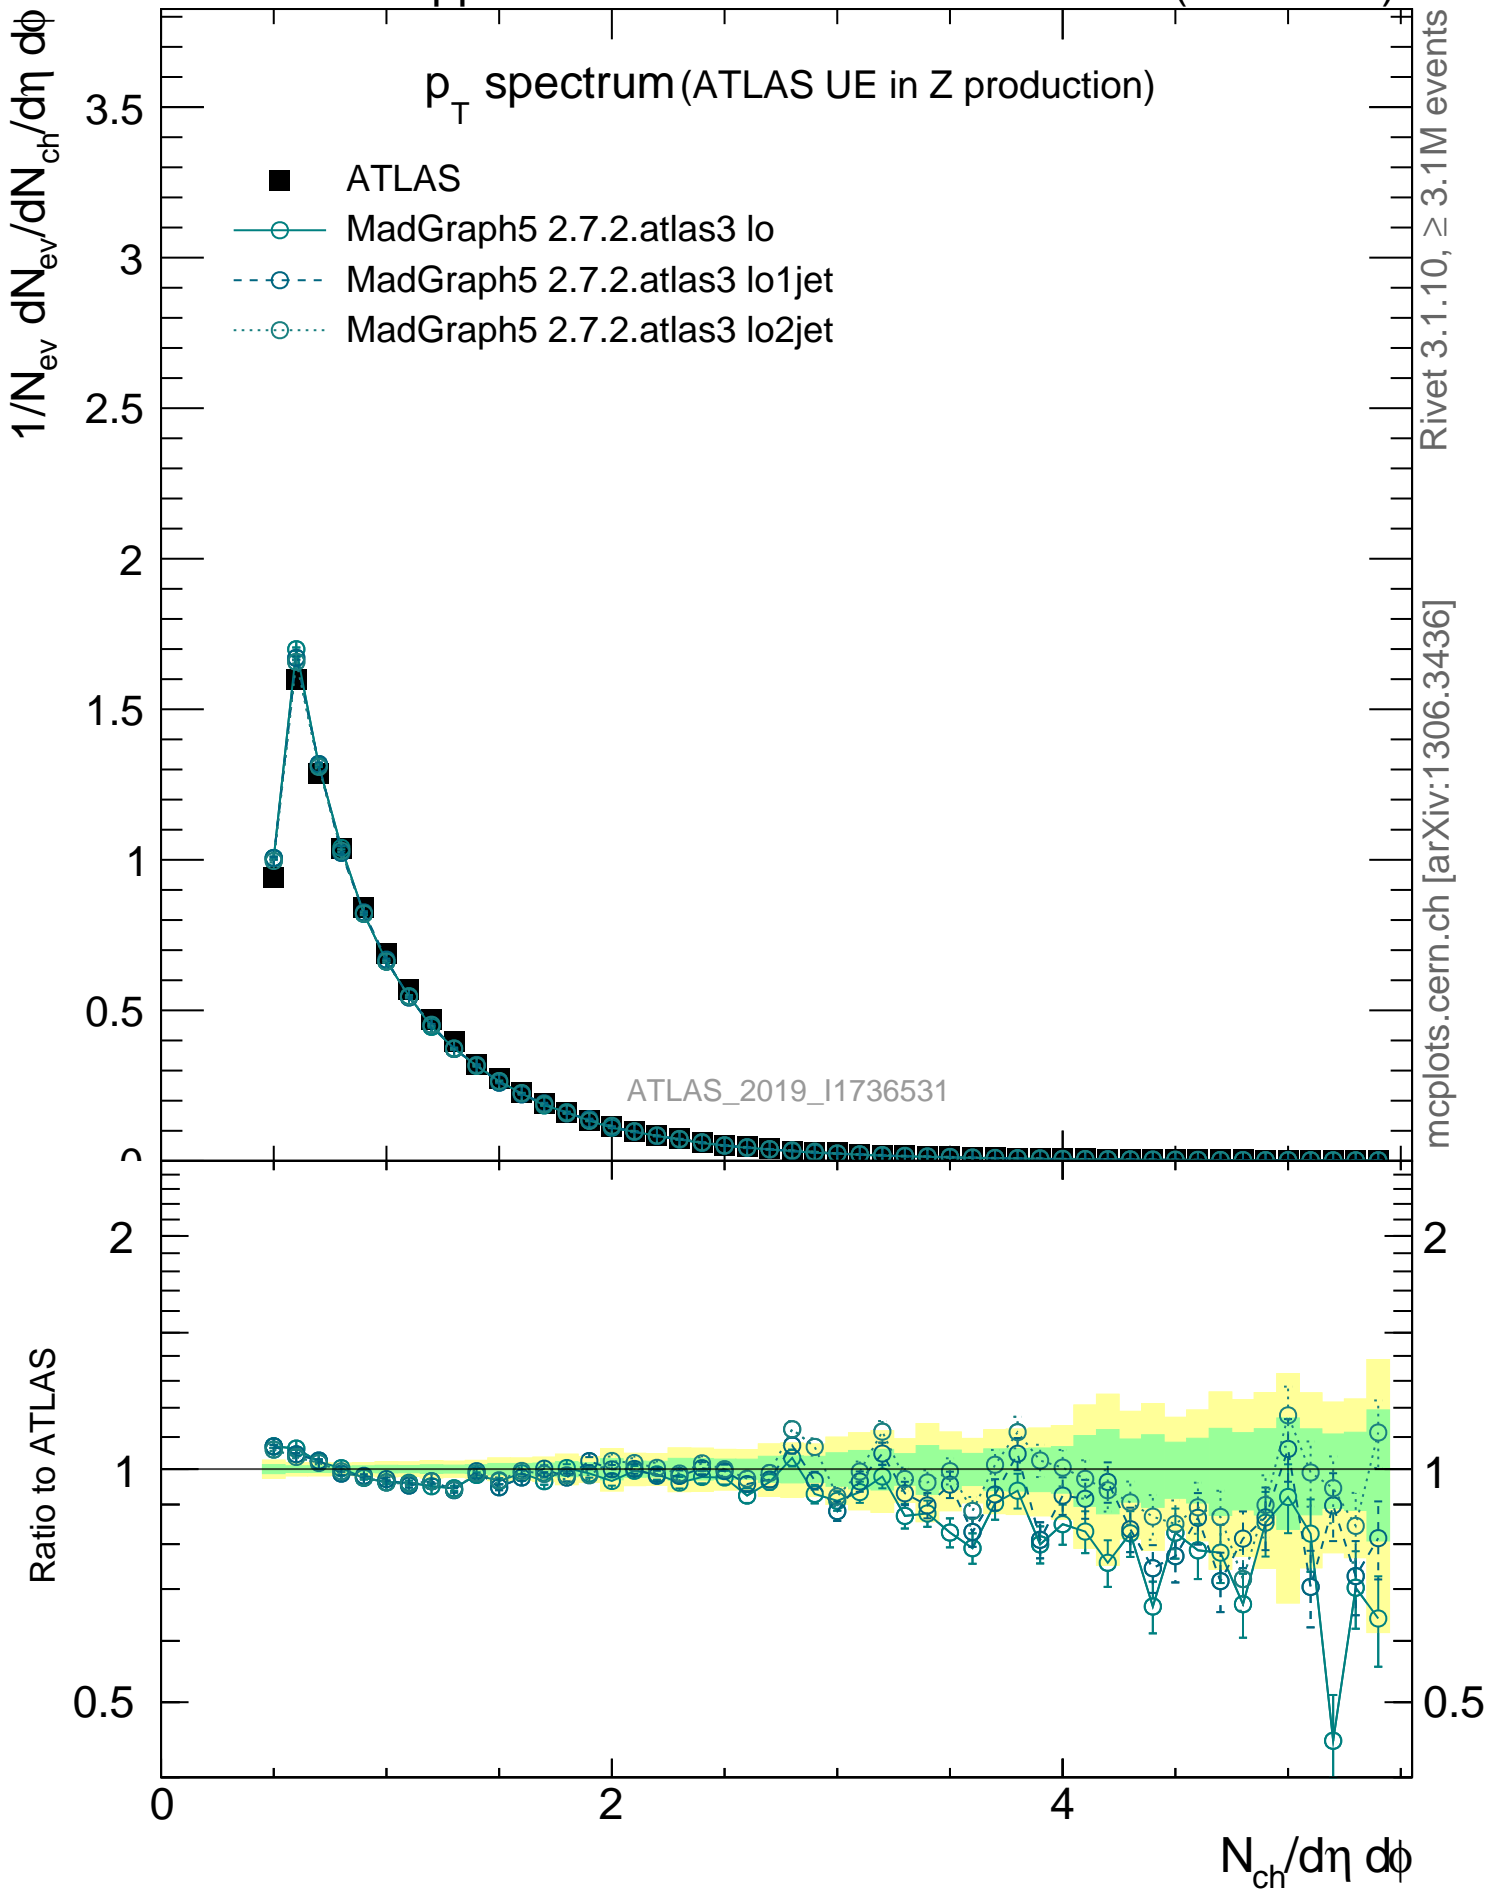 p_T spectrum (ATLAS UE in Z production)
ATLAS
MadGraph5 2.7.2.atlas3 lo
MadGraph5 2.7.2.atlas3 lo1jet
MadGraph5 2.7.2.atlas3 lo2jet
1/N_ev dN_ev/dN_ch/dη dϕ
3.5
3
2.5
2
1.5
1
0.5
0
ATLAS_2019_I1736531
Rivet 3.1.10, ≥ 3.1M events
mcplots.cern.ch [arXiv:1306.3436]
Ratio to ATLAS
2
1
0.5
2
1
0.5
0
2
4
N_ch/dη dϕ